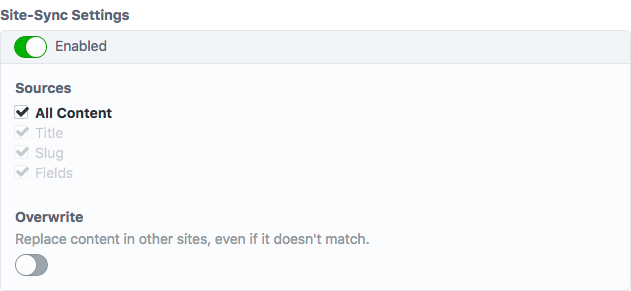 Site-Sync Settings
Enabled
Sources
All Content
Title
Slug
Fields
Overwrite
Replace content in other sites, even if it doesn't match.